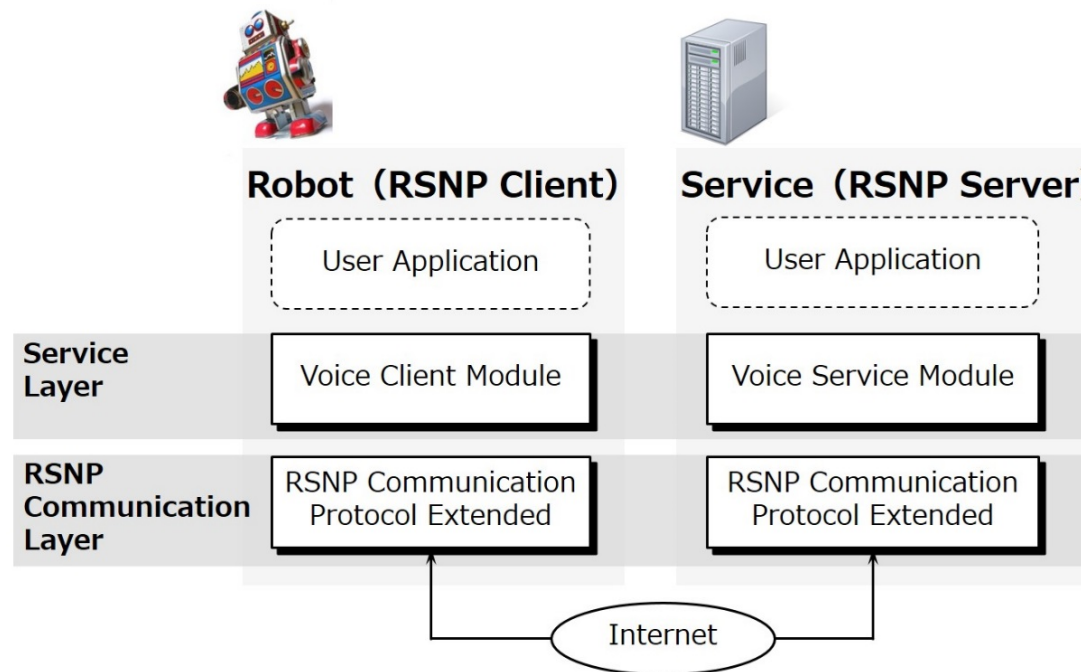 Robot（RSNP Client）
Service（RSNP Server）
User Application
User Application
Service
Layer
Voice Client Module
Voice Service Module
RSNP
Communication
Layer
RSNP Communication
Protocol Extended
RSNP Communication
Protocol Extended
Internet